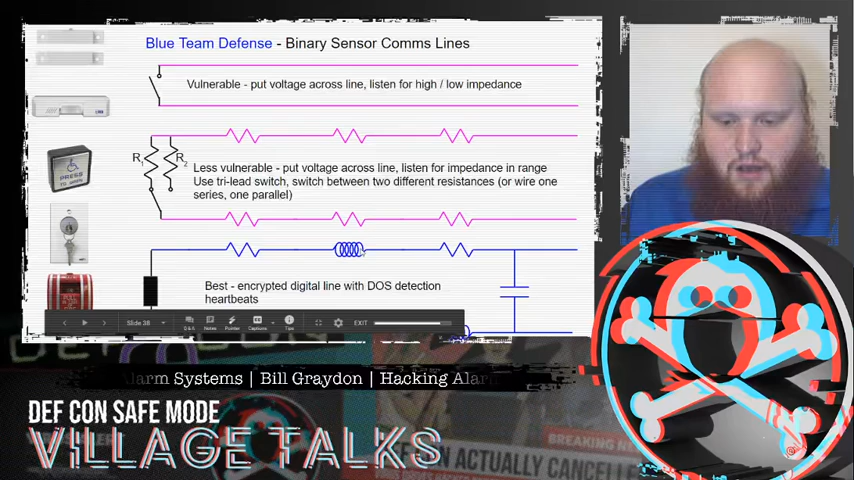 Blue Team Defense - Binary Sensor Comms Lines
Vulnerable - put voltage across line, listen for high / low impedance
R1
R2
Less vulnerable - put voltage across line, listen for impedance in range
Use tri-lead switch, switch between two different resistances (or wire one
series, one parallel)
Best - encrypted digital line with DOS detection
heartbeats
PRESS
Slide 38
Q & A
Notes
Pointer
Captions
Tips
EXIT
larm Systems | Bill Graydon | Hacking Alar
DEF CON SAFE MODE
VILLAGE TALKS
BREAKING NE
N ACTUALLY CANCELLE